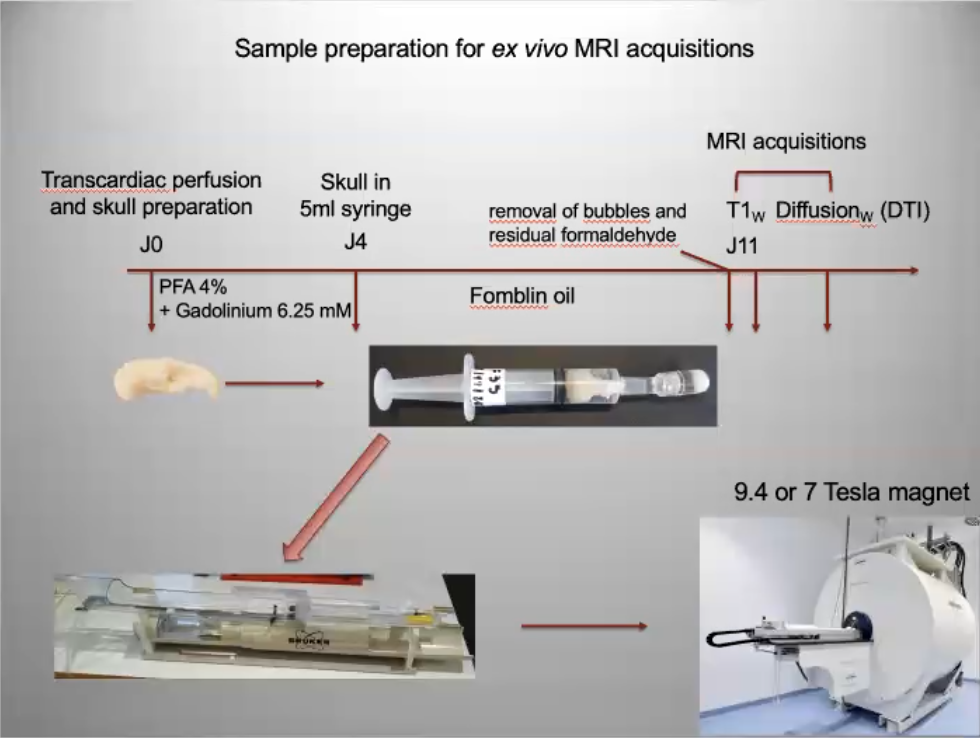 Sample preparation for ex vivo MRI acquisitions
MRI acquisitions
Transcardiac perfusion
and skull preparation
J0
Skull in
5ml syringe
J4
removal of bubbles and
residual formaldehyde
T1w Diffusionw (DTI)
J11
PFA 4%
+ Gadolinium 6.25 mM
Fomblin oil
9.4 or 7 Tesla magnet
BRUKER